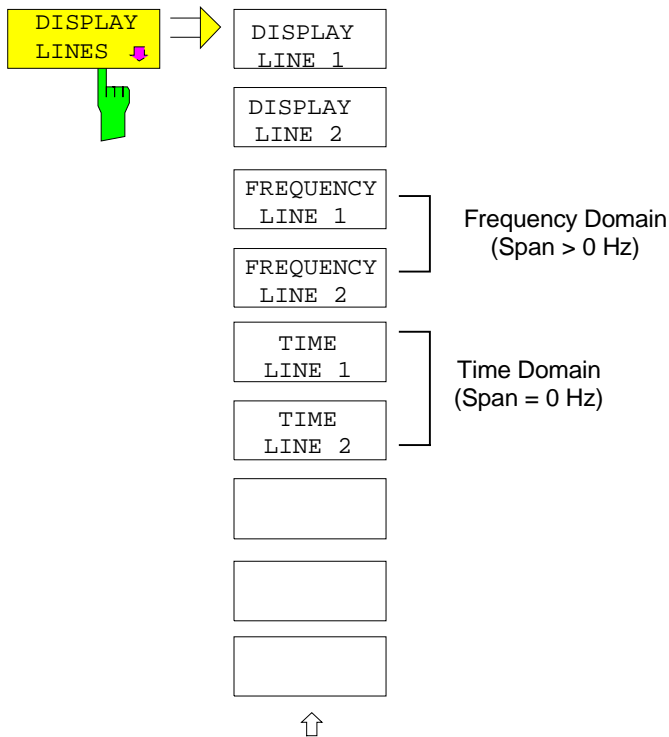 DISPLAY
LINES
DISPLAY
LINE 1
DISPLAY
LINE 2
FREQUENCY
LINE 1
FREQUENCY
LINE 2
Frequency Domain
(Span > 0 Hz)
TIME
LINE 1
TIME
LINE 2
Time Domain
(Span = 0 Hz)